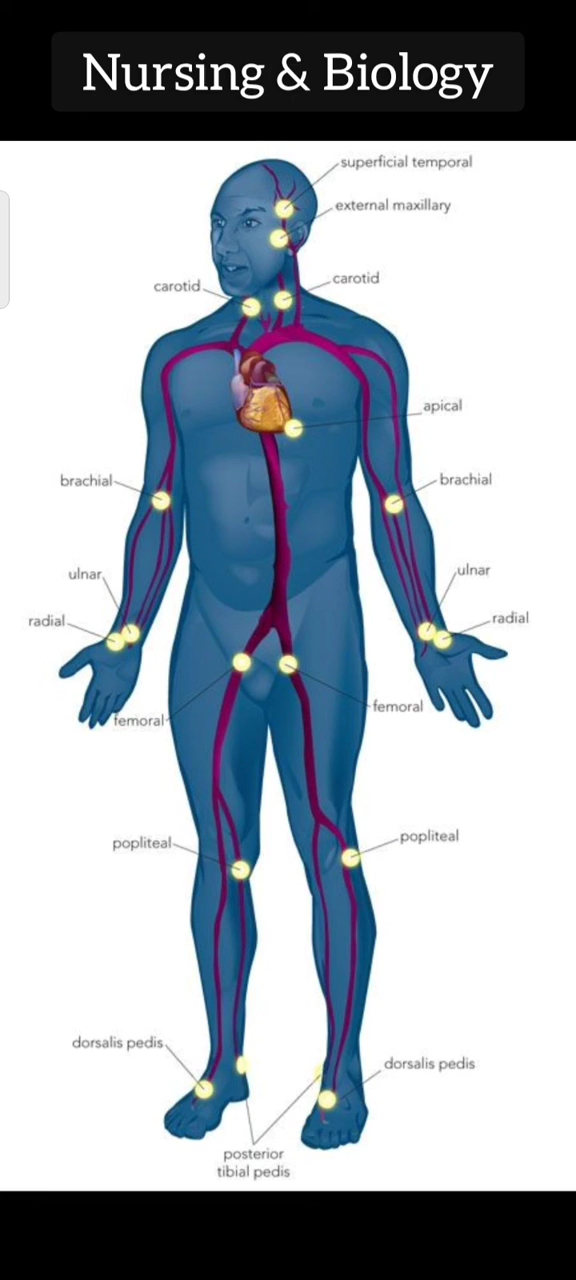 Nursing & Biology
superficial temporal
external maxillary
carotid
carotid
apical
brachial
brachial
ulnar
ulnar
radial
radial
femoral
femoral
popliteal
popliteal
dorsalis pedis
dorsalis pedis
posterior
tibial pedis